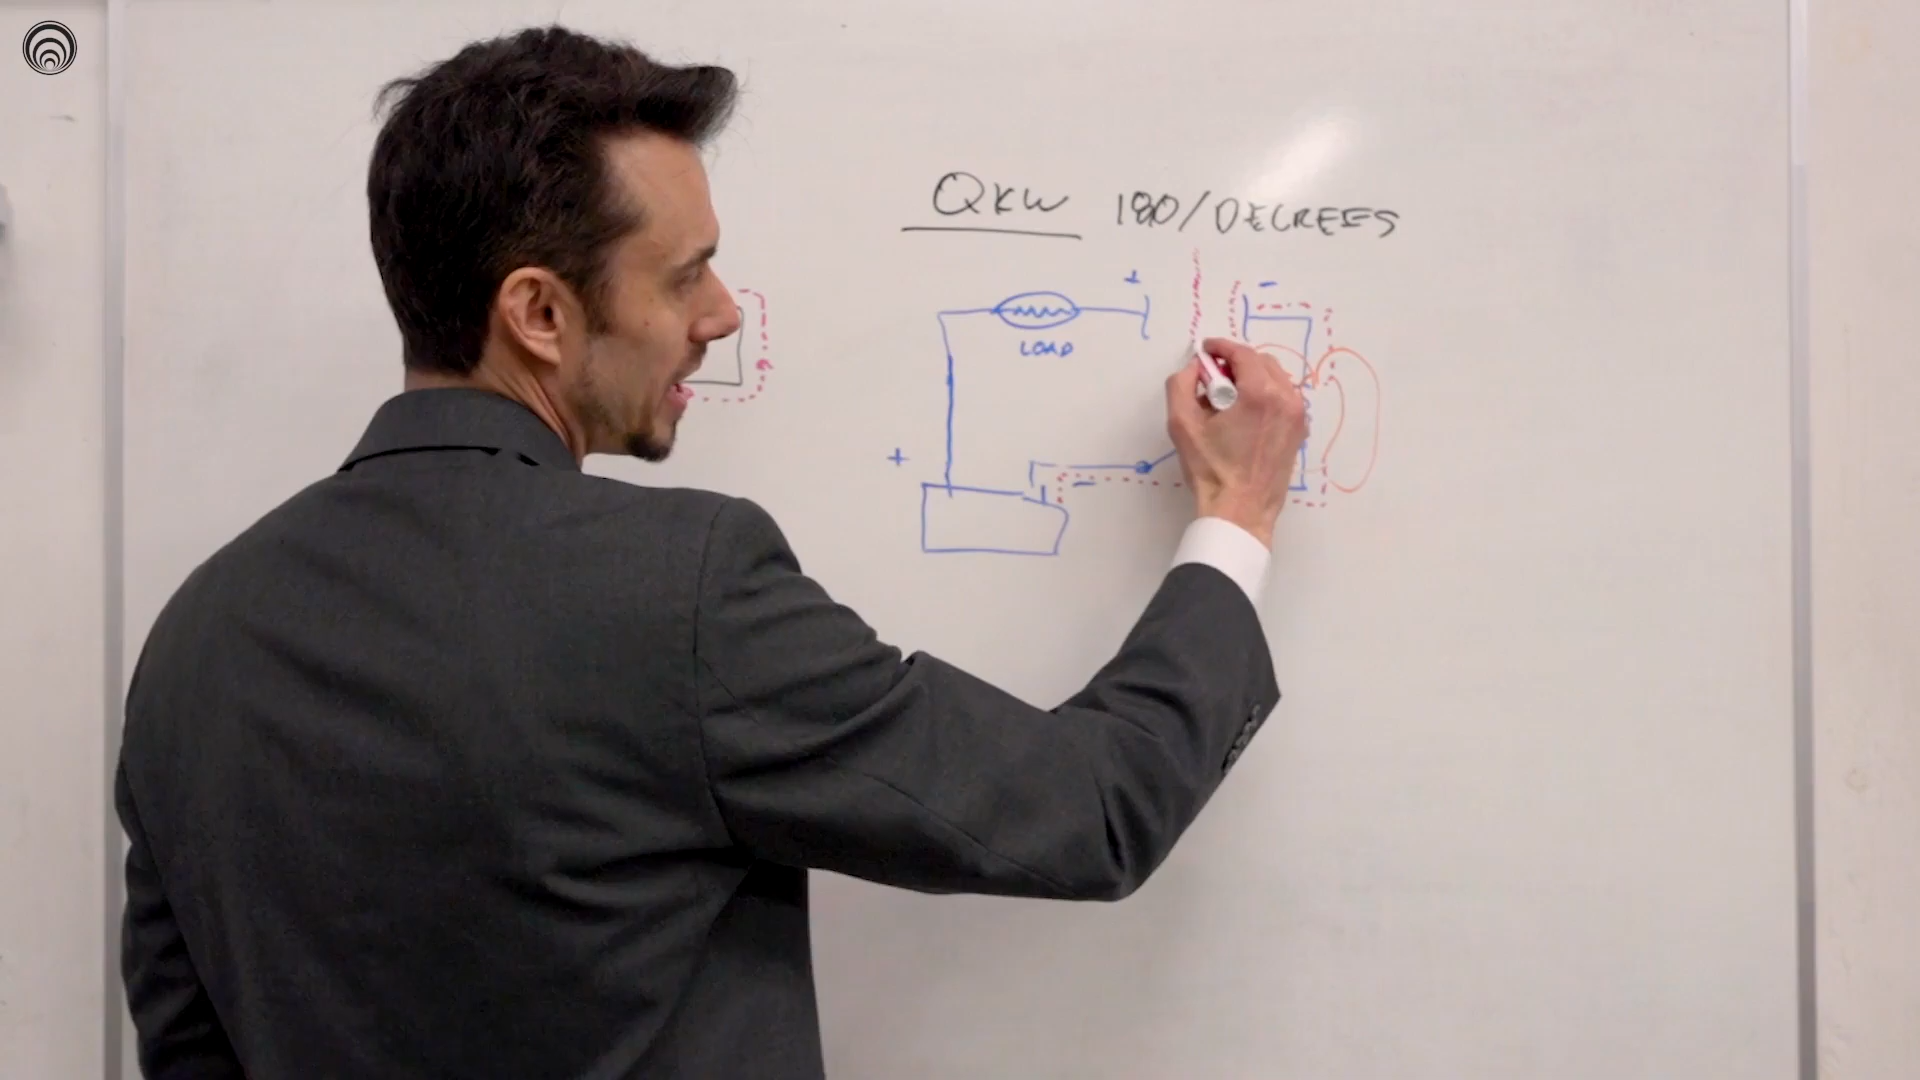 QKW 180/DEGREES
+ -
LOAD
+
-